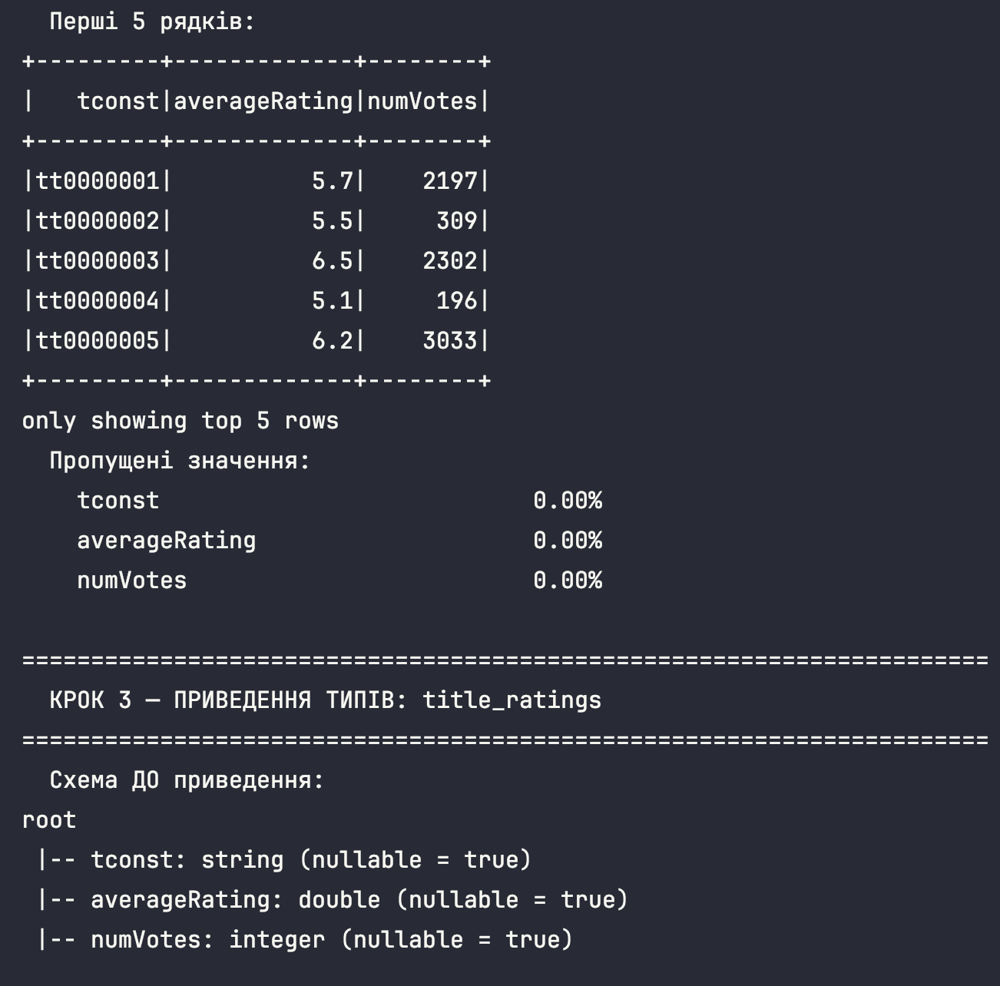 Перші 5 рядків:
+---------+-------------+--------+
|   tconst|averageRating|numVotes|
+---------+-------------+--------+
|tt0000001|          5.7|    2197|
|tt0000002|          5.5|     309|
|tt0000003|          6.5|    2302|
|tt0000004|          5.1|     196|
|tt0000005|          6.2|    3033|
+---------+-------------+--------+
only showing top 5 rows
  Пропущені значення:
    tconst                           0.00%
    averageRating                    0.00%
    numVotes                         0.00%

======================================================================
  КРОК 3 — ПРИВЕДЕННЯ ТИПІВ: title_ratings
======================================================================
  Схема ДО приведення:
root
 |-- tconst: string (nullable = true)
 |-- averageRating: double (nullable = true)
 |-- numVotes: integer (nullable = true)